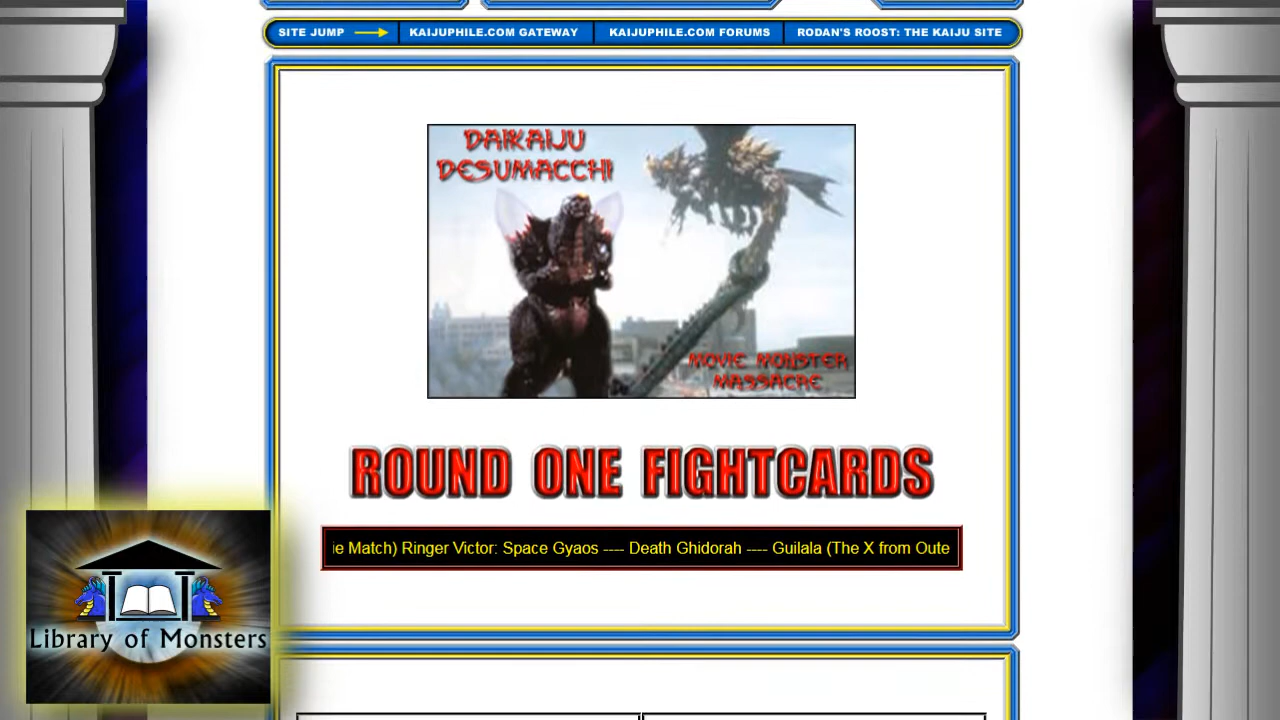 SITE JUMP
KAIJUPHILE.COM GATEWAY
KAIJUPHILE.COM FORUMS
RODAN'S ROOST: THE KAIJU SITE
DAIKAIJU
DESUMACCHI
MOVIE MONSTER
MASSACRE
ROUND ONE FIGHTCARDS
ie Match) Ringer Victor: Space Gyaos ---- Death Ghidorah ---- Guilala (The X from Oute
Library of Monsters